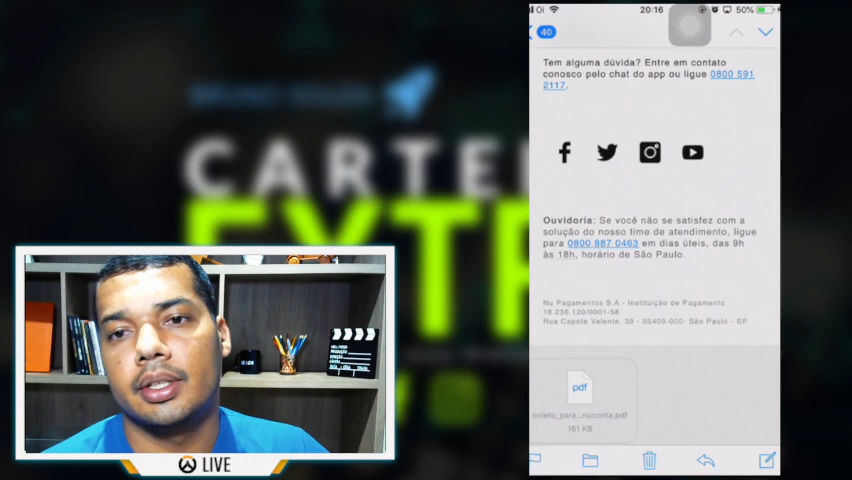 Oi 20:16 50%
40
Tem alguma dúvida? Entre em contato
conosco pelo chat do app ou ligue 0800 591
2117.
Ouvidoria: Se você não se satisfez com a
solução do nosso time de atendimento, ligue
para 0800 887 0463 em dias úteis, das 9h
às 18h, horário de São Paulo.
Nu Pagamentos S.A - Instituição de Pagamento
18.236.120/0001-58
Rua Capote Valente, 39 - 05409-000- São Paulo - SP
pdf
boleto_para_...nuconta.pdf
161 KB
CARTE
EXTR
LIVE